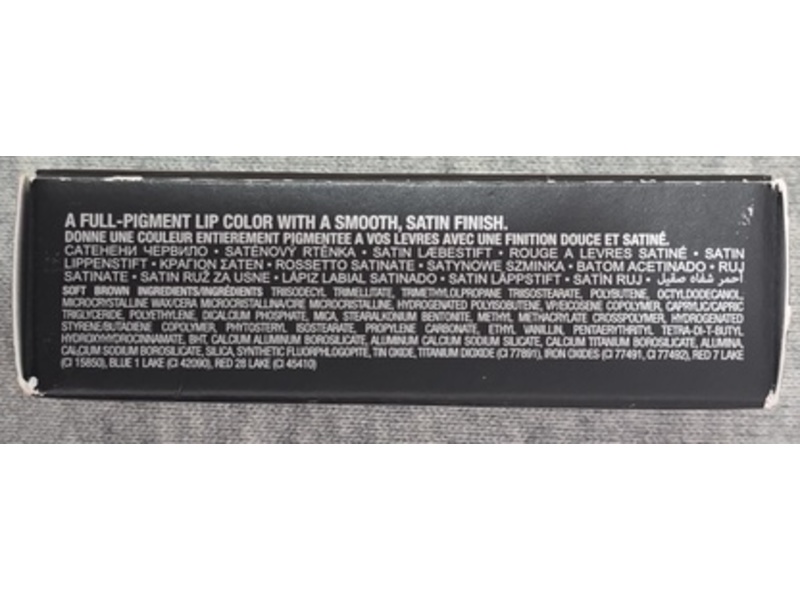 A FULL-PIGMENT LIP COLOR WITH A SMOOTH, SATIN FINISH.
DONNE UNE COULEUR ENTIEREMENT PIGMENTEE A VOS LEVRES AVEC UNE FINITION DOUCE ET SATINÉ.
САТЕНЕНИ ЧЕРВИЛО • SATÉNOVÝ RTĚNKA • SATIN LÆBESTIFT • ROUGE A LEVRES SATINÉ • SATIN
LIPPENSTIFT • ΚΡΑΓΙΟΝ ΣΑΤΕΝ • ROSSETTO SATINATE • SATYNOWE SZMINKA • BATOM ACETINADO • RUJ
SATINATE • SATIN RUŽ ZA USNE • LÁPIZ LABIAL SATINADO • SATIN LÄPPSTIFT • SATİN RUJ • أحمر شفاه صقيل
SOFT BROWN INGREDIENTS/INGRÉDIENTS: TRIISODECYL TRIMELLITATE, TRIMETHYLOLPROPANE TRIISOSTEARATE, POLYBUTENE, OCTYLDODECANOL,
MICROCRYSTALLINE WAX/CERA MICROCRISTALLINA/CIRE MICROCRISTALLINE, HYDROGENATED POLYISOBUTENE, VP/EICOSENE COPOLYMER, CAPRYLIC/CAPRIC
TRIGLYCERIDE, POLYETHYLENE, DICALCIUM PHOSPHATE, MICA, STEARALKONIUM BENTONITE, METHYL METHACRYLATE CROSSPOLYMER, HYDROGENATED
STYRENE/BUTADIENE COPOLYMER, PHYTOSTERYL ISOSTEARATE, PROPYLENE CARBONATE, ETHYL VANILLIN, PENTAERYTHRITYL TETRA-DI-T-BUTYL
HYDROXYHYDROCINNAMATE, BHT, CALCIUM ALUMINUM BOROSILICATE, ALUMINUM CALCIUM SODIUM SILICATE, CALCIUM TITANIUM BOROSILICATE, ALUMINA,
CALCIUM SODIUM BOROSILICATE, SILICA, SYNTHETIC FLUORPHLOGOPITE, TIN OXIDE, TITANIUM DIOXIDE (CI 77891), IRON OXIDES (CI 77491, CI 77492), RED 7 LAKE
(CI 15850), BLUE 1 LAKE (CI 42090), RED 28 LAKE (CI 45410)